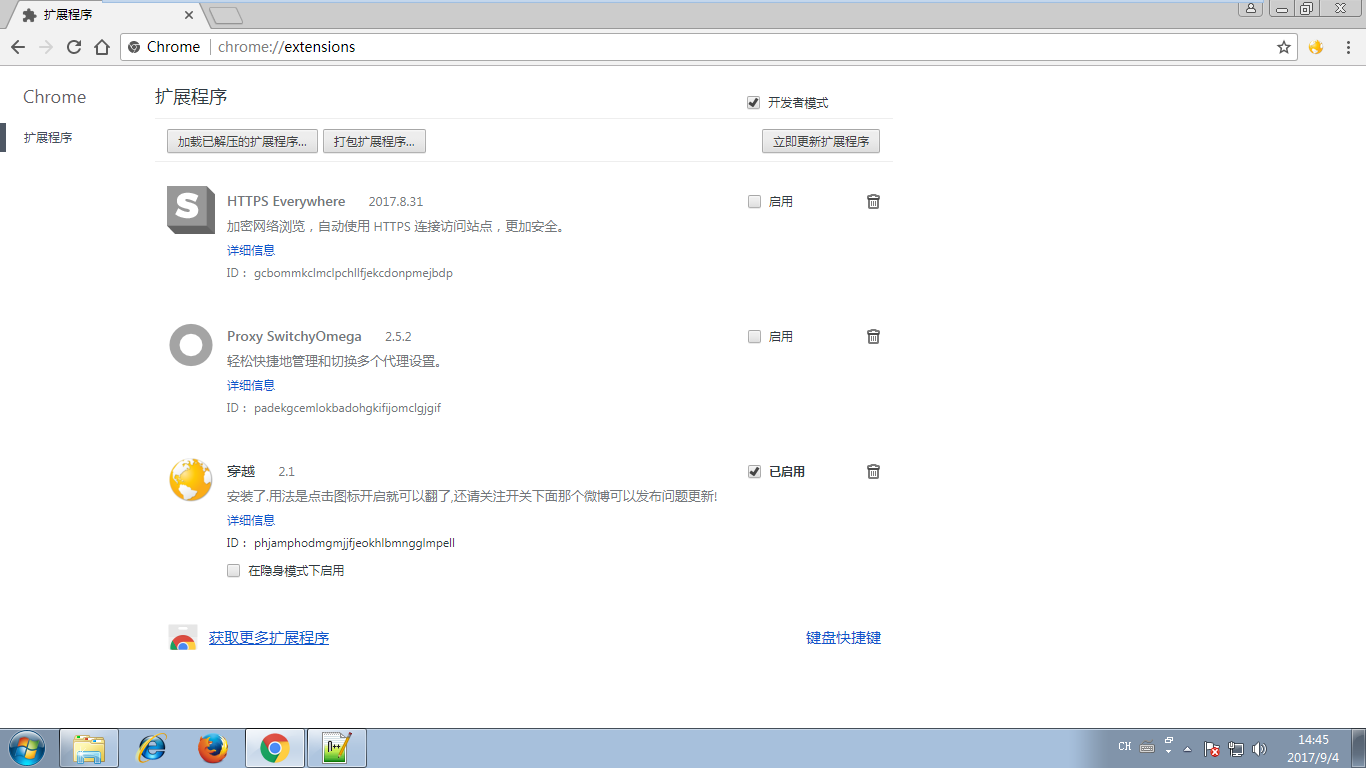 扩展程序
Chrome chrome://extensions
Chrome
扩展程序
扩展程序
开发者模式
加载已解压的扩展程序...
打包扩展程序...
立即更新扩展程序
HTTPS Everywhere 2017.8.31
启用
加密网络浏览，自动使用 HTTPS 连接访问站点，更加安全。
详细信息
ID： gcbommkclmclpchllfjekcdonpmejbdp
Proxy SwitchyOmega 2.5.2
启用
轻松快捷地管理和切换多个代理设置。
详细信息
ID： padekgcemlokbadohgkifijomclgjgif
穿越 2.1
已启用
安装了.用法是点击图标开启就可以翻了,还请关注开关下面那个微博可以发布问题更新!
详细信息
ID： phjamphodmgmjjfjeokhlbmngglmpell
在隐身模式下启用
获取更多扩展程序
键盘快捷键
CH
14:45
2017/9/4